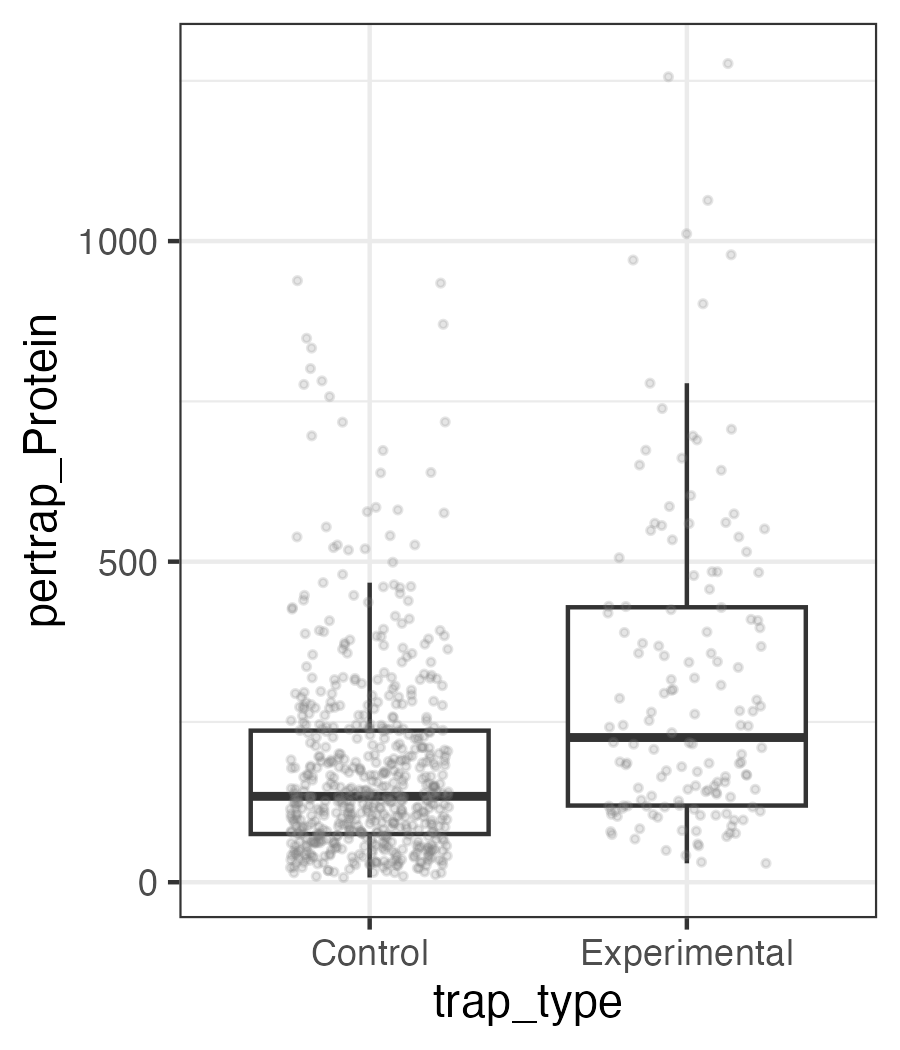 pertrap_Protein
1000
500
0
Control
Experimental
trap_type